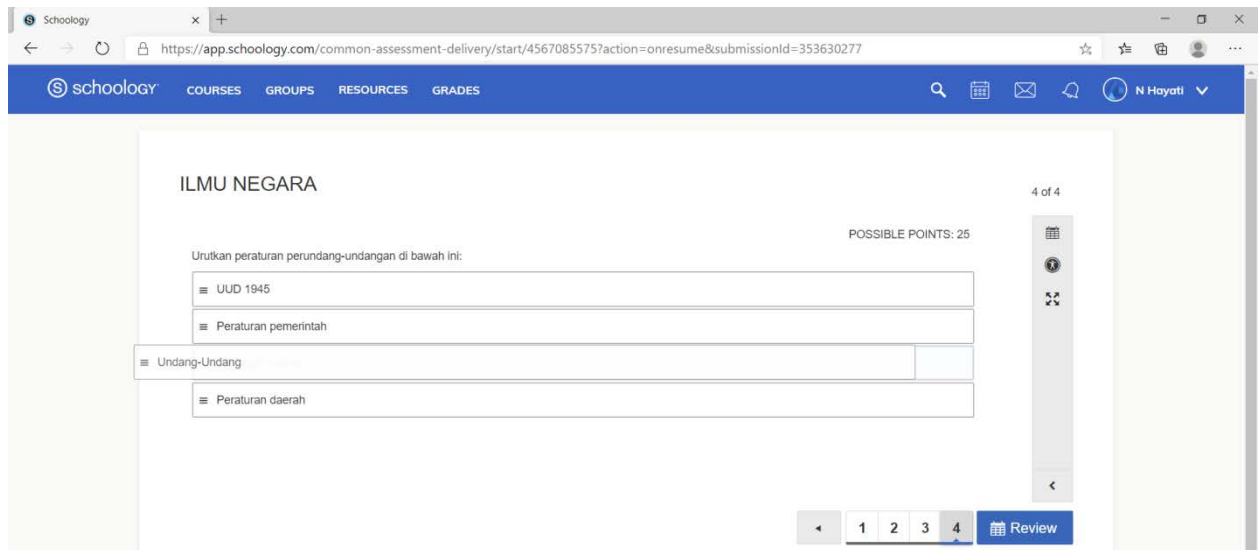 Schoology
https://app.schoology.com/common-assessment-delivery/start/4567085575?action=onresume&submissionId=353630277
S schoology COURSES GROUPS RESOURCES GRADES N Hayati
ILMU NEGARA
4 of 4
POSSIBLE POINTS: 25
Urutkan peraturan perundang-undangan di bawah ini:
UUD 1945
Peraturan pemerintah
Undang-Undang
Peraturan daerah
1 2 3 4 Review